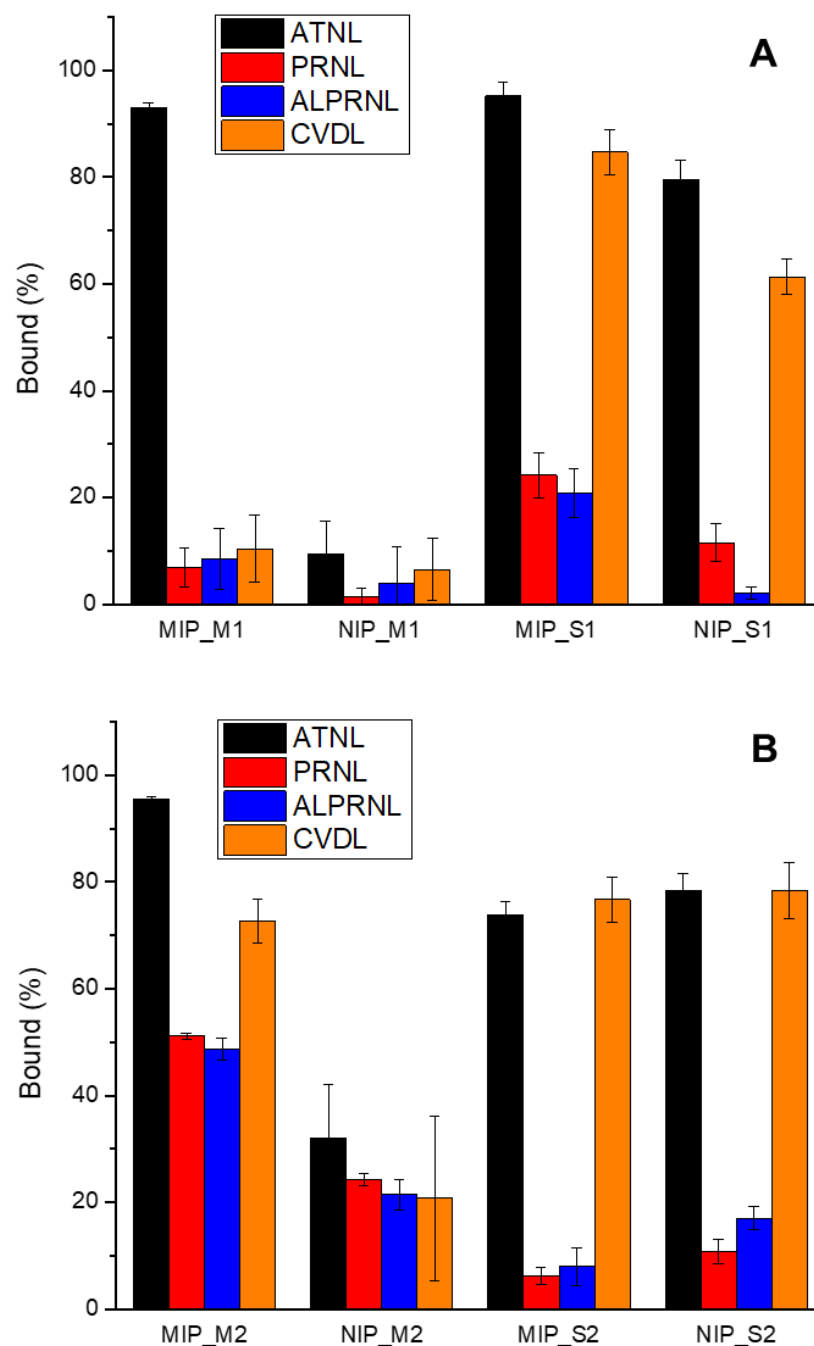 A
ATNL
PRNL
ALPRNL
CVDL
100
80
60
40
20
0
Bound (%)
MIP_M1 NIP_M1 MIP_S1 NIP_S1
B
ATNL
PRNL
ALPRNL
CVDL
100
80
60
40
20
0
Bound (%)
MIP_M2 NIP_M2 MIP_S2 NIP_S2